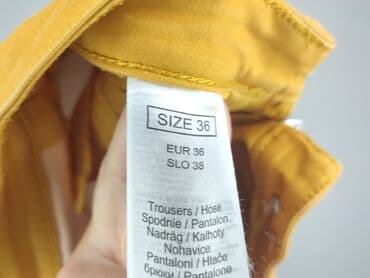 SIZE 36
EUR 36
SLO 38
Trousers / Hose
Spodnie / Pantalon
Nadrág / Kalhoty
Nohavice
Pantaloni / Hlače
брюки / Pantalone